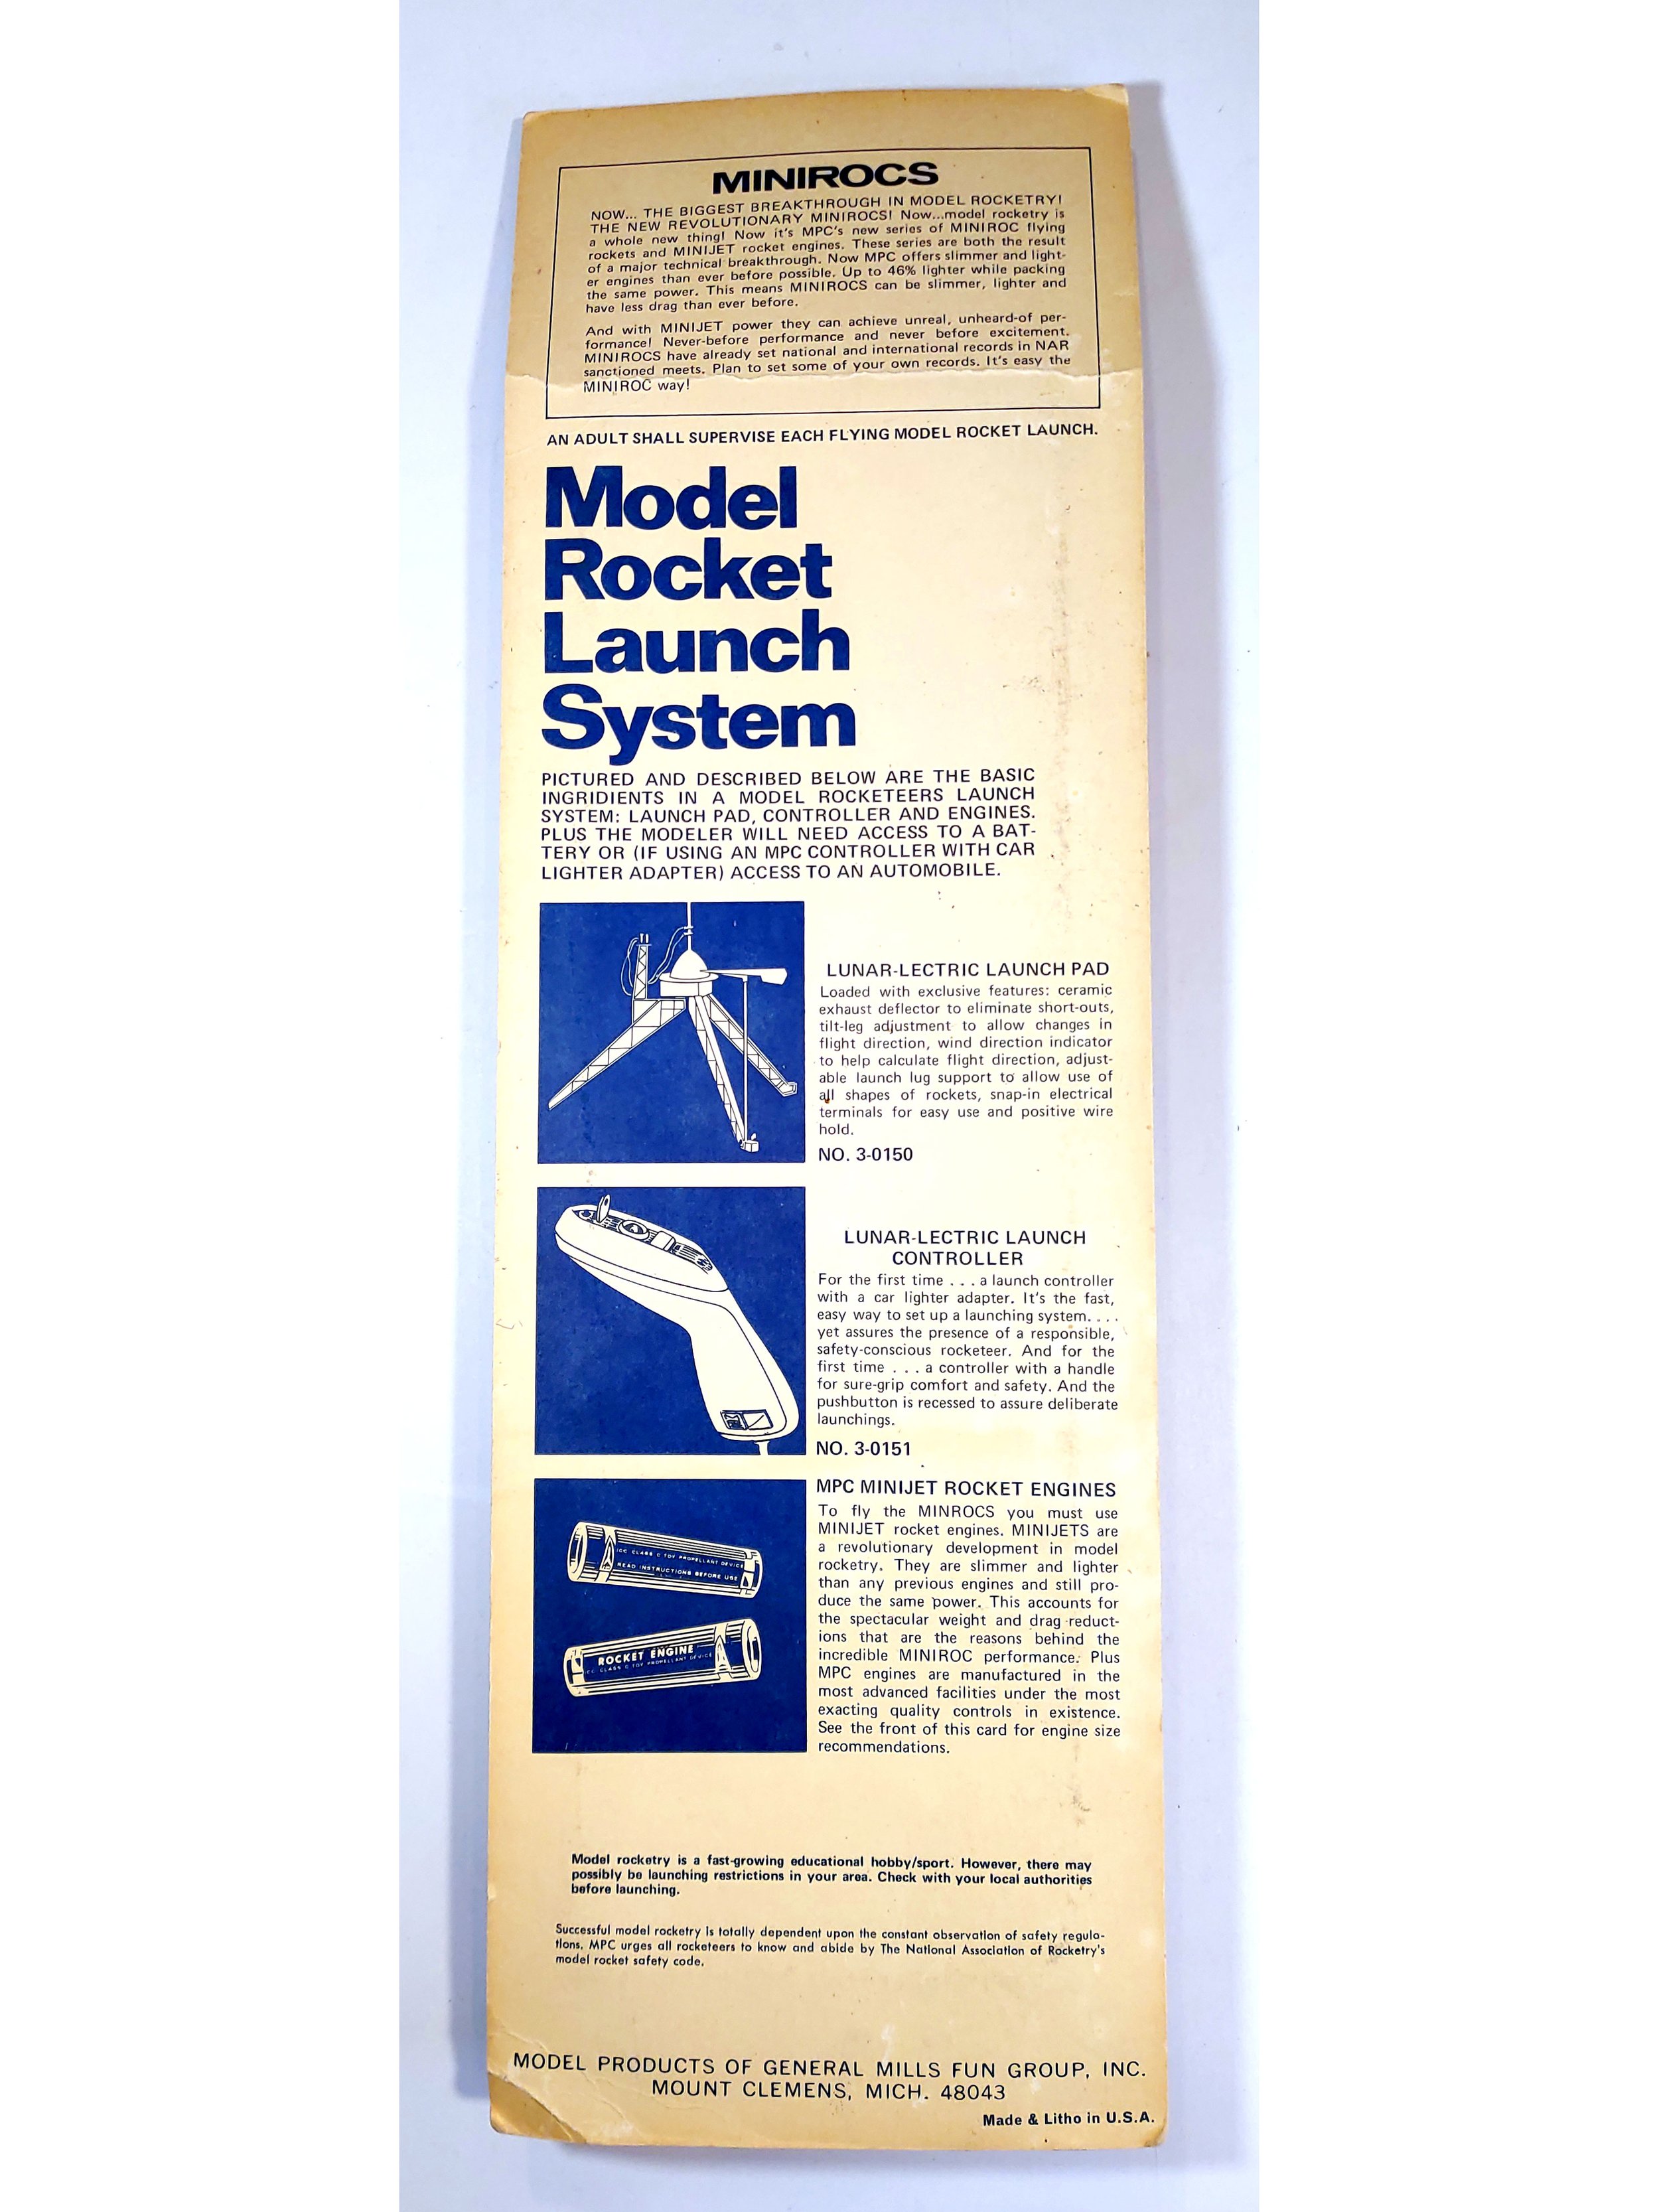 MINIROCS
NOW... THE BIGGEST BREAKTHROUGH IN MODEL ROCKETRY!
THE NEW REVOLUTIONARY MINIROCS! Now...model rocketry is
a whole new thing! Now it's MPC's new series of MINIROC flying
rockets and MINIJET rocket engines. These series are both the result
of a major technical breakthrough. Now MPC offers slimmer and light-
er engines than ever before possible. Up to 46% lighter while packing
the same power. This means MINIROCS can be slimmer, lighter and
have less drag than ever before.
And with MINIJET power they can achieve unreal, unheard-of per-
formance! Never-before performance and never before excitement.
MINIROCS have already set national and international records in NAR
sanctioned meets. Plan to set some of your own records. It's easy the
MINIROC way!
AN ADULT SHALL SUPERVISE EACH FLYING MODEL ROCKET LAUNCH.
Model
Rocket
Launch
System
PICTURED AND DESCRIBED BELOW ARE THE BASIC
INGRIDIENTS IN A MODEL ROCKETEERS LAUNCH
SYSTEM: LAUNCH PAD, CONTROLLER AND ENGINES.
PLUS THE MODELER WILL NEED ACCESS TO A BAT-
TERY OR (IF USING AN MPC CONTROLLER WITH CAR
LIGHTER ADAPTER) ACCESS TO AN AUTOMOBILE.
LUNAR-LECTRIC LAUNCH PAD
Loaded with exclusive features: ceramic
exhaust deflector to eliminate short-outs,
tilt-leg adjustment to allow changes in
flight direction, wind direction indicator
to help calculate flight direction, adjust-
able launch lug support to allow use of
all shapes of rockets, snap-in electrical
terminals for easy use and positive wire
hold.
NO. 3-0150
LUNAR-LECTRIC LAUNCH
CONTROLLER
For the first time . . . a launch controller
with a car lighter adapter. It's the fast,
easy way to set up a launching system. . . .
yet assures the presence of a responsible,
safety-conscious rocketeer. And for the
first time . . . a controller with a handle
for sure-grip comfort and safety. And the
pushbutton is recessed to assure deliberate
launchings.
NO. 3-0151
MPC MINIJET ROCKET ENGINES
To fly the MINROCS you must use
MINIJET rocket engines. MINIJETS are
a revolutionary development in model
rocketry. They are slimmer and lighter
than any previous engines and still pro-
duce the same power. This accounts for
the spectacular weight and drag reduct-
ions that are the reasons behind the
incredible MINIROC performance. Plus
MPC engines are manufactured in the
most advanced facilities under the most
exacting quality controls in existence.
See the front of this card for engine size
recommendations.
ICC CLASS C TOY PROPELLANT DEVICE
READ INSTRUCTIONS BEFORE USE
ROCKET ENGINE
ICC CLASS C TOY PROPELLANT DEVICE
Model rocketry is a fast-growing educational hobby/sport. However, there may
possibly be launching restrictions in your area. Check with your local authorities
before launching.
Successful model rocketry is totally dependent upon the constant observation of safety regula-
tions. MPC urges all rocketeers to know and abide by The National Association of Rocketry's
model rocket safety code.
MODEL PRODUCTS OF GENERAL MILLS FUN GROUP, INC.
MOUNT CLEMENS, MICH. 48043
Made & Litho in U.S.A.